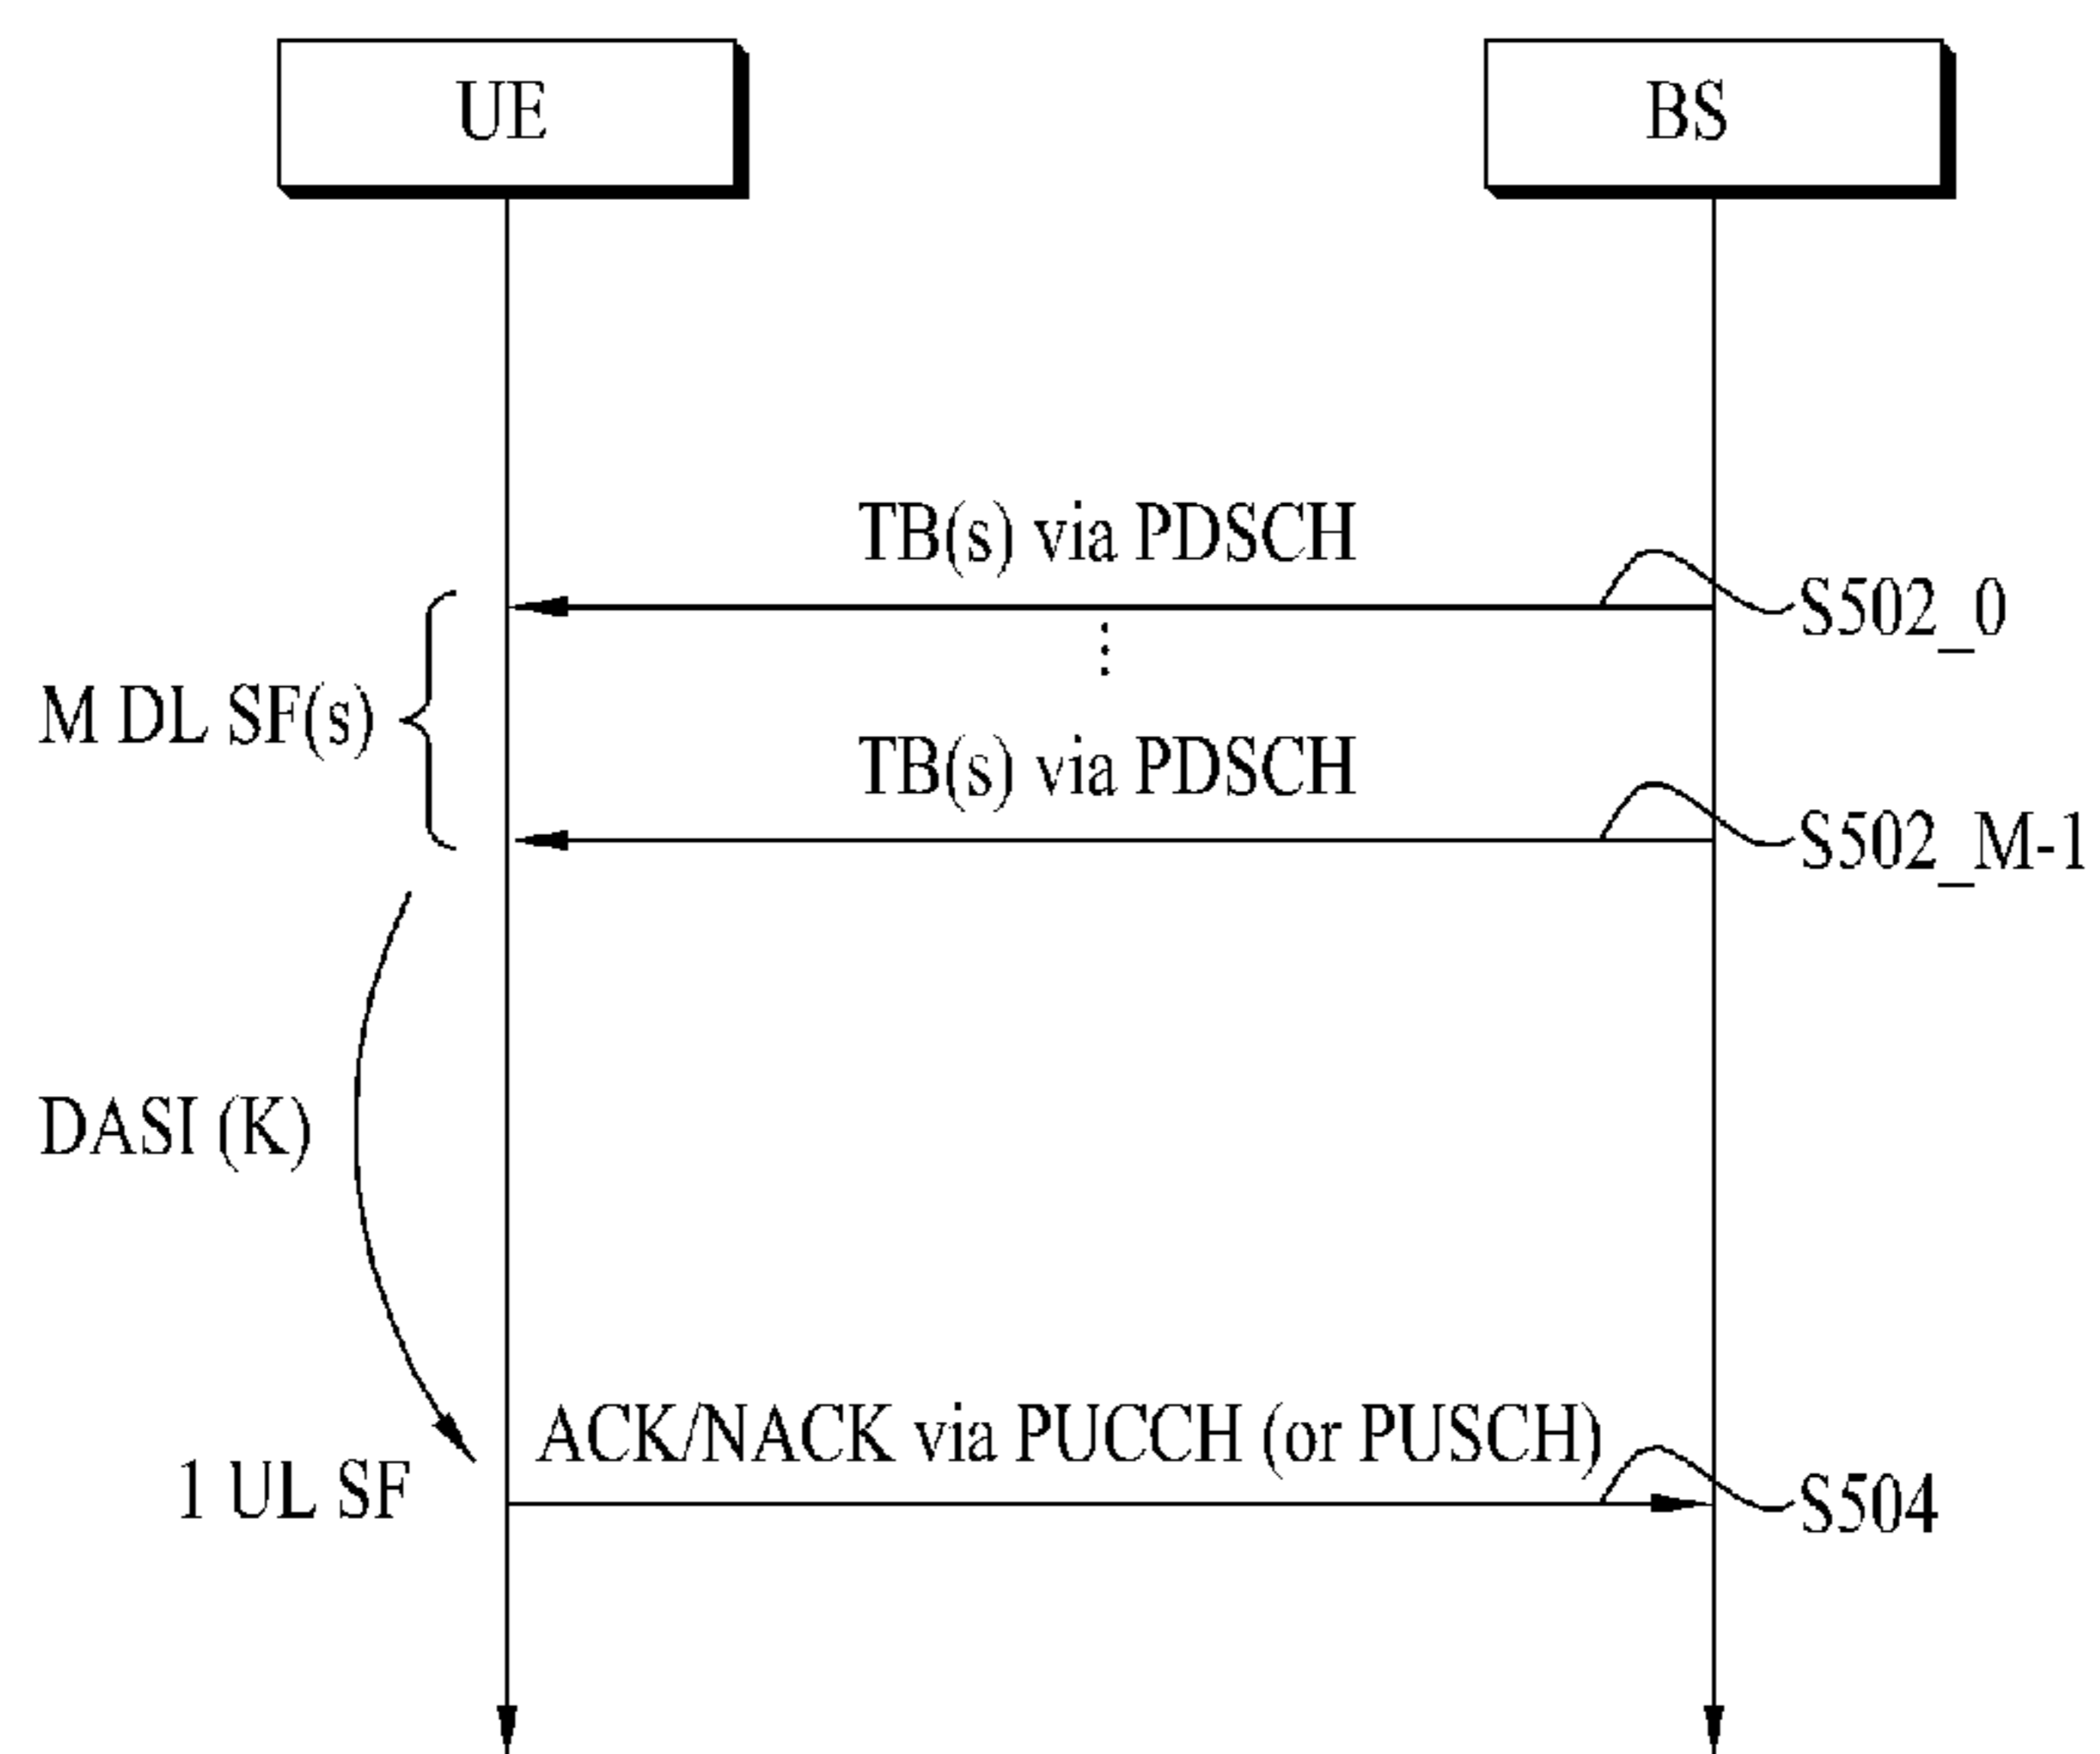 UE
BS
TB(s) via PDSCH
S502_0
M DL SF(s)
TB(s) via PDSCH
S502_M-1
DASI (K)
ACK/NACK via PUCCH (or PUSCH)
1 UL SF
S504